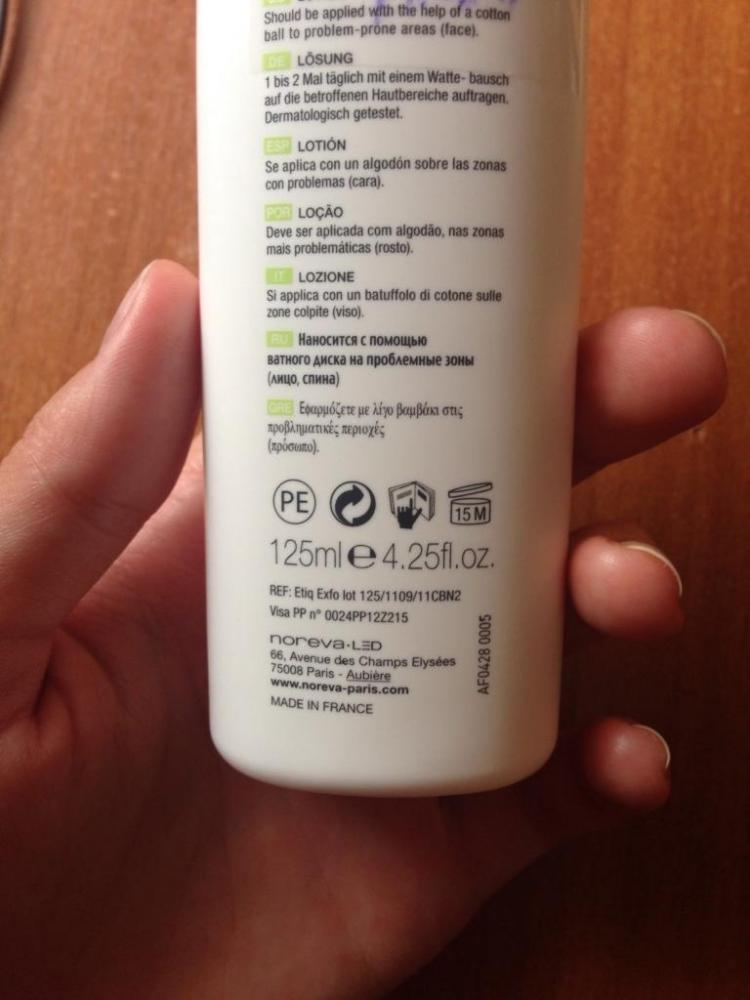 Should be applied with the help of a cotton
ball to problem-prone areas (face).
DE LÖSUNG
1 bis 2 Mal täglich mit einem Watte- bausch
auf die betroffenen Hautbereiche auftragen.
Dermatologisch getestet.
ESP LOTIÓN
Se aplica con un algodón sobre las zonas
con problemas (cara).
POR LOÇÃO
Deve ser aplicada com algodão, nas zonas
mais problemáticas (rosto).
IT LOZIONE
Si applica con un batuffolo di cotone sulle
zone colpite (viso).
RU Наносится с помощью
ватного диска на проблемные зоны
(лицо, спина)
GRE Εφαρμόζετε με λίγο βαμβάκι στις
προβληματικές περιοχές
(πρόσωπο).
PE
15 M
125ml e 4.25fl.oz.
REF: Etiq Exfo lot 125/1109/11CBN2
Visa PP n° 0024PP12Z215
noreva·LED
66, Avenue des Champs Elysées
75008 Paris - Aubière
www.noreva-paris.com
MADE IN FRANCE
AF0428 0005